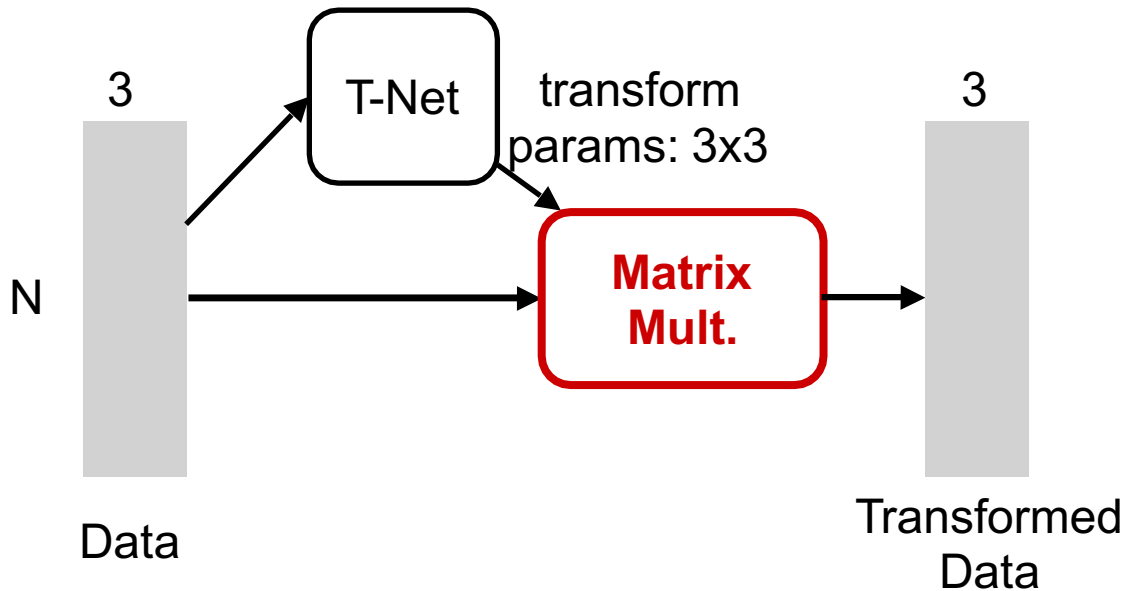 3
T-Net
transform
params: 3x3
3
N
Matrix
Mult.
Data
Transformed
Data